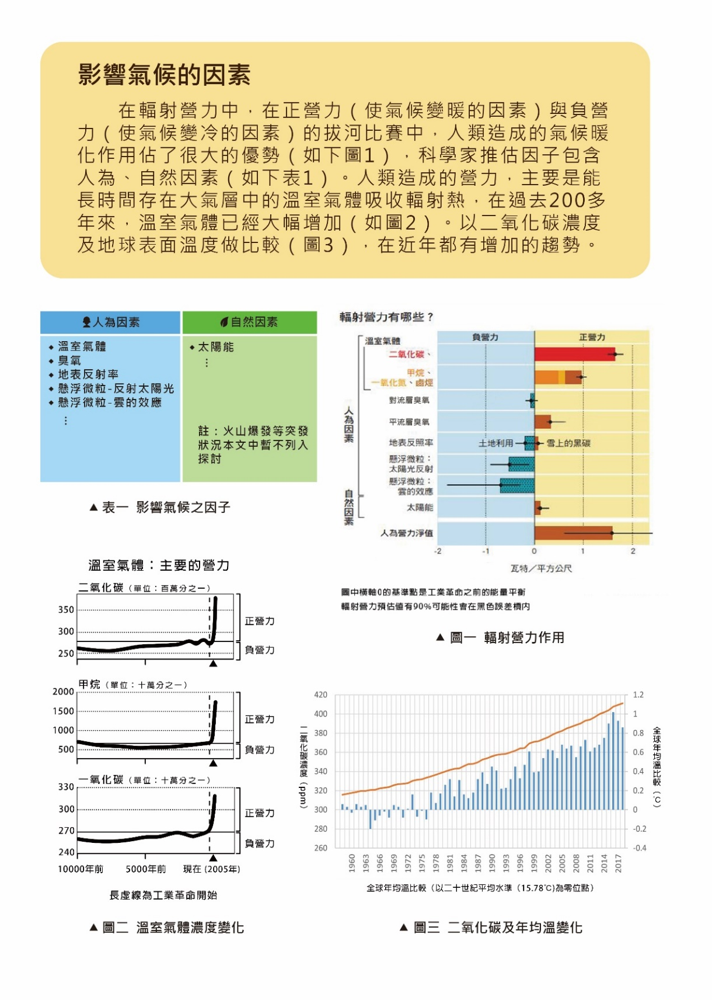 影響氣候的因素
在輻射營力中，在正營力（使氣候變暖的因素）與負營
力（使氣候變冷的因素）的拔河比賽中，人類造成的氣候暖
化作用佔了很大的優勢（如下圖1），科學家推估因子包含
人為、自然因素（如下表1）。人類造成的營力，主要是能
長時間存在大氣層中的溫室氣體吸收輻射熱，在過去200多
年來，溫室氣體已經大幅增加（如圖2）。以二氧化碳濃度
及地球表面溫度做比較（圖3），在近年都有增加的趨勢。
人為因素
◆ 溫室氣體
◆ 臭氧
◆ 地表反射率
◆ 懸浮微粒-反射太陽光
◆ 懸浮微粒-雲的效應
⋮
自然因素
◆ 太陽能
⋮
註：火山爆發等突發
狀況本文中暫不列入
探討
▲ 表一 影響氣候之因子
輻射營力有哪些？
負營力
正營力
人為因素
自然因素
溫室氣體
二氧化碳、
甲烷、
一氧化氮、鹵烴
對流層臭氧
平流層臭氧
地表反照率
土地利用
雪上的黑碳
懸浮微粒：
太陽光反射
懸浮微粒：
雲的效應
太陽能
人為營力淨值
-2 -1 0 1 2
瓦特／平方公尺
圖中橫軸0的基準點是工業革命之前的能量平衡
輻射營力預估值有90%可能性會在黑色誤差槓內
▲ 圖一 輻射營力作用
溫室氣體：主要的營力
二氧化碳（單位：百萬分之一）
350
300
250
正營力
負營力
甲烷（單位：十萬分之一）
2000
1500
1000
500
正營力
負營力
一氧化碳（單位：十萬分之一）
330
300
270
240
正營力
負營力
10000年前 5000年前 現在 (2005年)
長虛線為工業革命開始
▲ 圖二 溫室氣體濃度變化
二氧化碳濃度（ppm）
420
400
380
360
340
320
300
280
260
1.2
1
0.8
0.6
0.4
0.2
0
-0.2
-0.4
全球年均溫比較（℃）
1960 1963 1966 1969 1972 1975 1978 1981 1984 1987 1990 1993 1996 1999 2002 2005 2008 2011 2014 2017
全球年均溫比較（以二十世紀平均水準（15.78℃)為零位點）
▲ 圖三 二氧化碳及年均溫變化